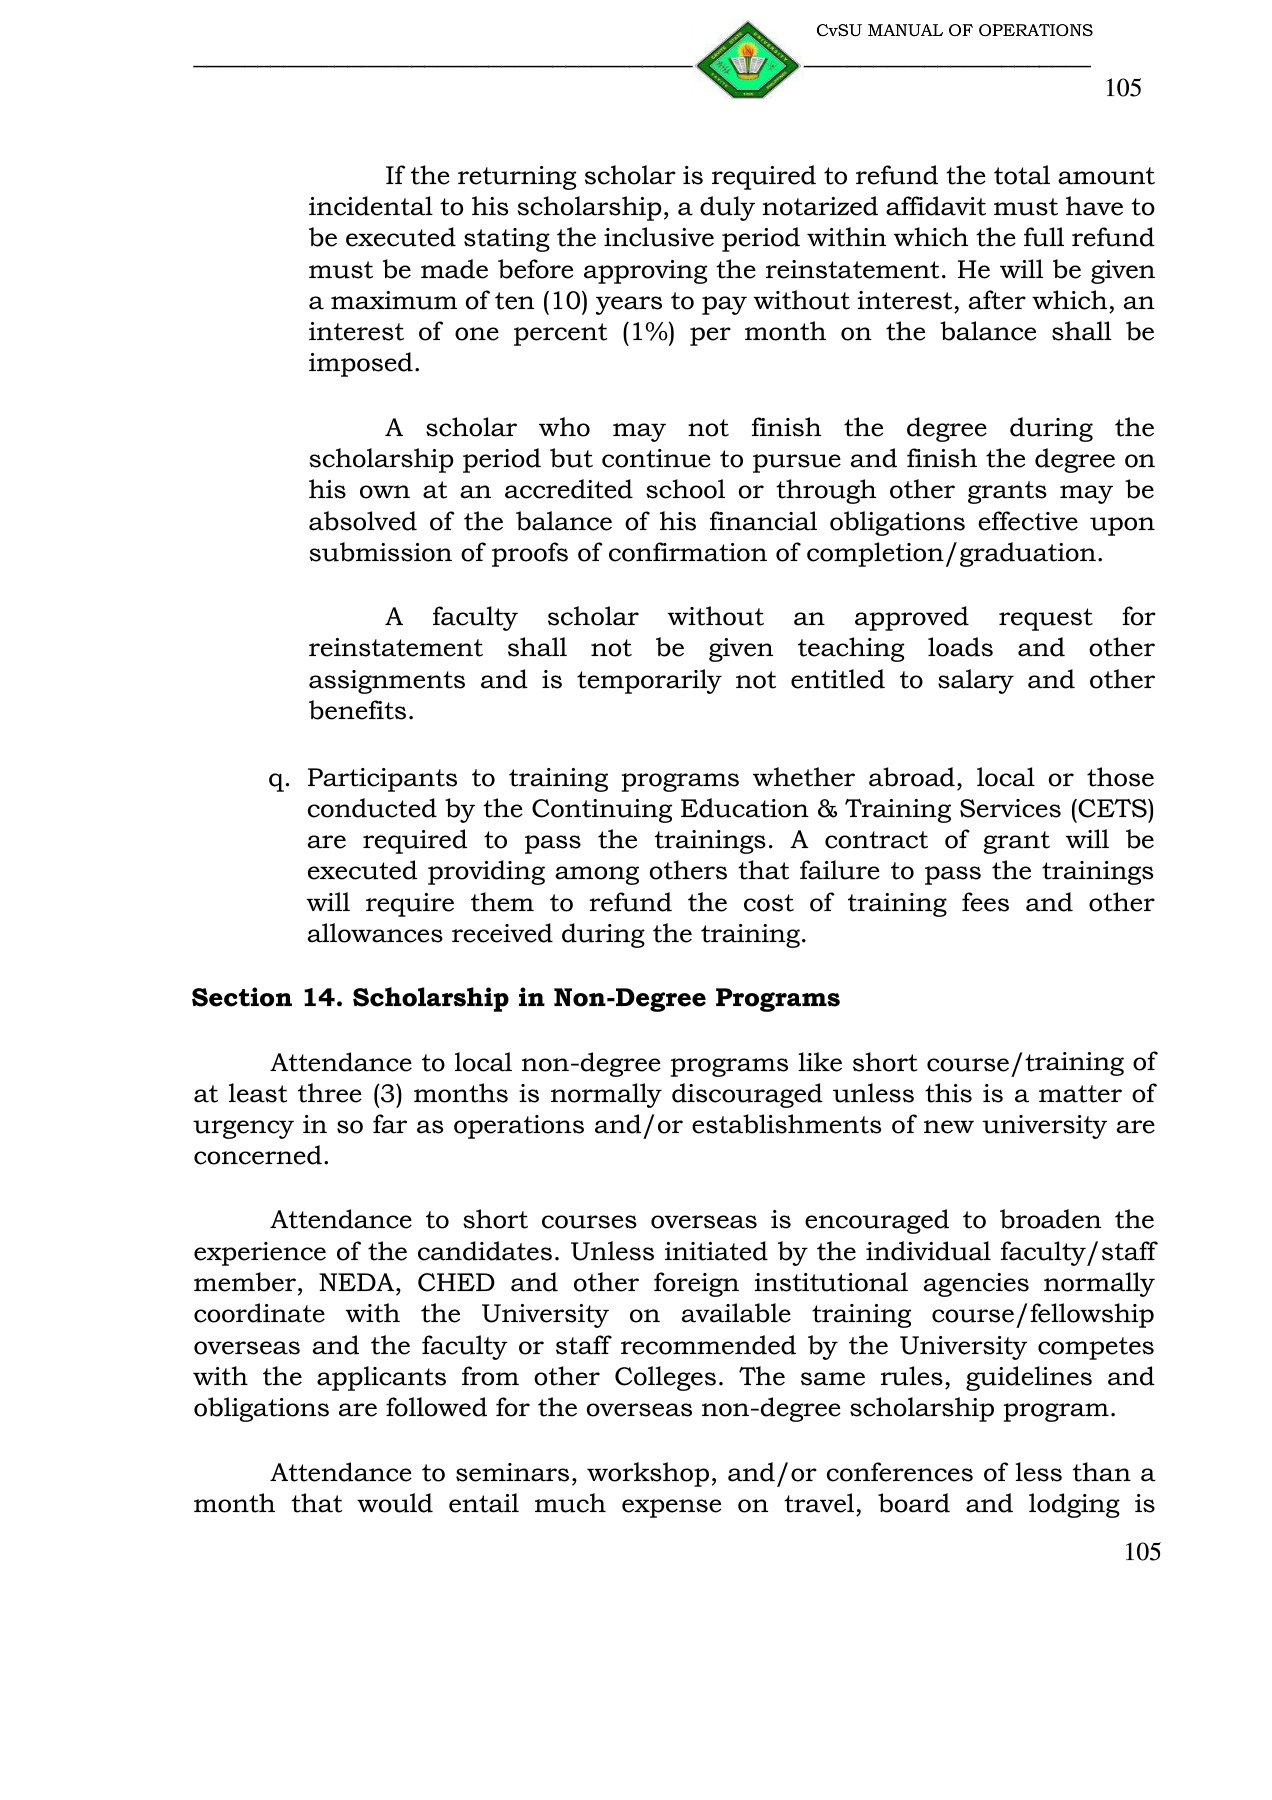 CvSU MANUAL OF OPERATIONS
105
If the returning scholar is required to refund the total amount
incidental to his scholarship, a duly notarized affidavit must have to
be executed stating the inclusive period within which the full refund
must be made before approving the reinstatement. He will be given
a maximum of ten (10) years to pay without interest, after which, an
interest of one percent (1%) per month on the balance shall be
imposed.
A scholar who may not finish the degree during the
scholarship period but continue to pursue and finish the degree on
his own at an accredited school or through other grants may be
absolved of the balance of his financial obligations effective upon
submission of proofs of confirmation of completion/graduation.
A faculty scholar without an approved request for
reinstatement shall not be given teaching loads and other
assignments and is temporarily not entitled to salary and other
benefits.
q. Participants to training programs whether abroad, local or those
conducted by the Continuing Education & Training Services (CETS)
are required to pass the trainings. A contract of grant will be
executed providing among others that failure to pass the trainings
will require them to refund the cost of training fees and other
allowances received during the training.
Section 14. Scholarship in Non-Degree Programs
Attendance to local non-degree programs like short course/training of
at least three (3) months is normally discouraged unless this is a matter of
urgency in so far as operations and/or establishments of new university are
concerned.
Attendance to short courses overseas is encouraged to broaden the
experience of the candidates. Unless initiated by the individual faculty/staff
member, NEDA, CHED and other foreign institutional agencies normally
coordinate with the University on available training course/fellowship
overseas and the faculty or staff recommended by the University competes
with the applicants from other Colleges. The same rules, guidelines and
obligations are followed for the overseas non-degree scholarship program.
Attendance to seminars, workshop, and/or conferences of less than a
month that would entail much expense on travel, board and lodging is
105